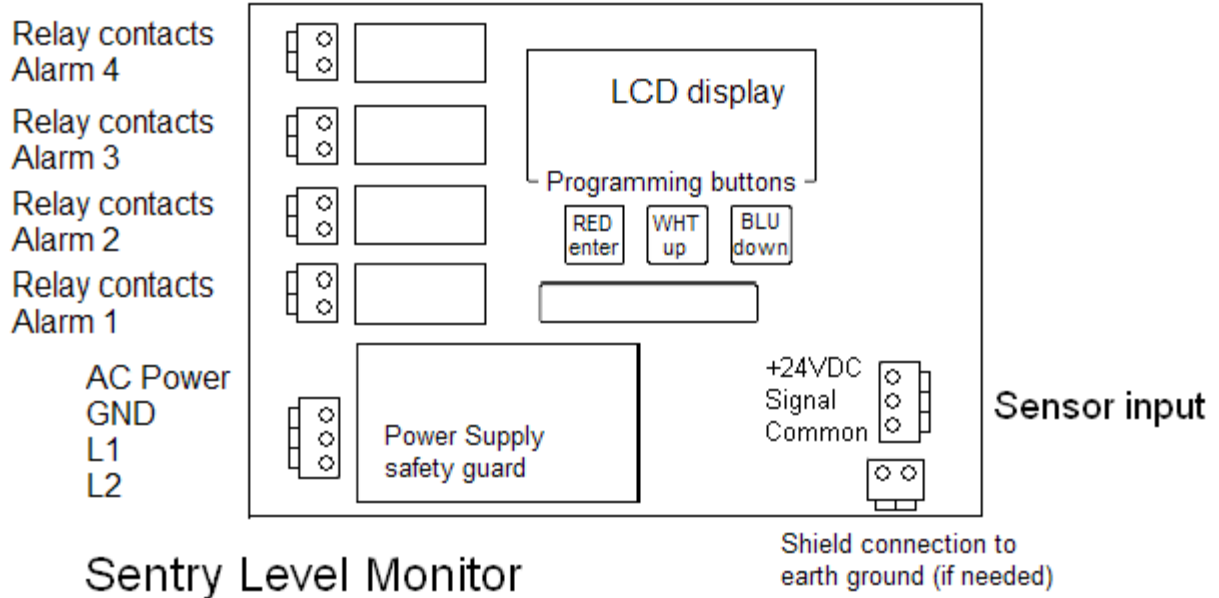 Relay contacts
Alarm 4
Relay contacts
Alarm 3
Relay contacts
Alarm 2
Relay contacts
Alarm 1
AC Power
GND
L1
L2
LCD display
Programming buttons
RED
enter
WHT
up
BLU
down
Power Supply
safety guard
+24VDC
Signal
Common
Sensor input
Shield connection to
earth ground (if needed)
Sentry Level Monitor